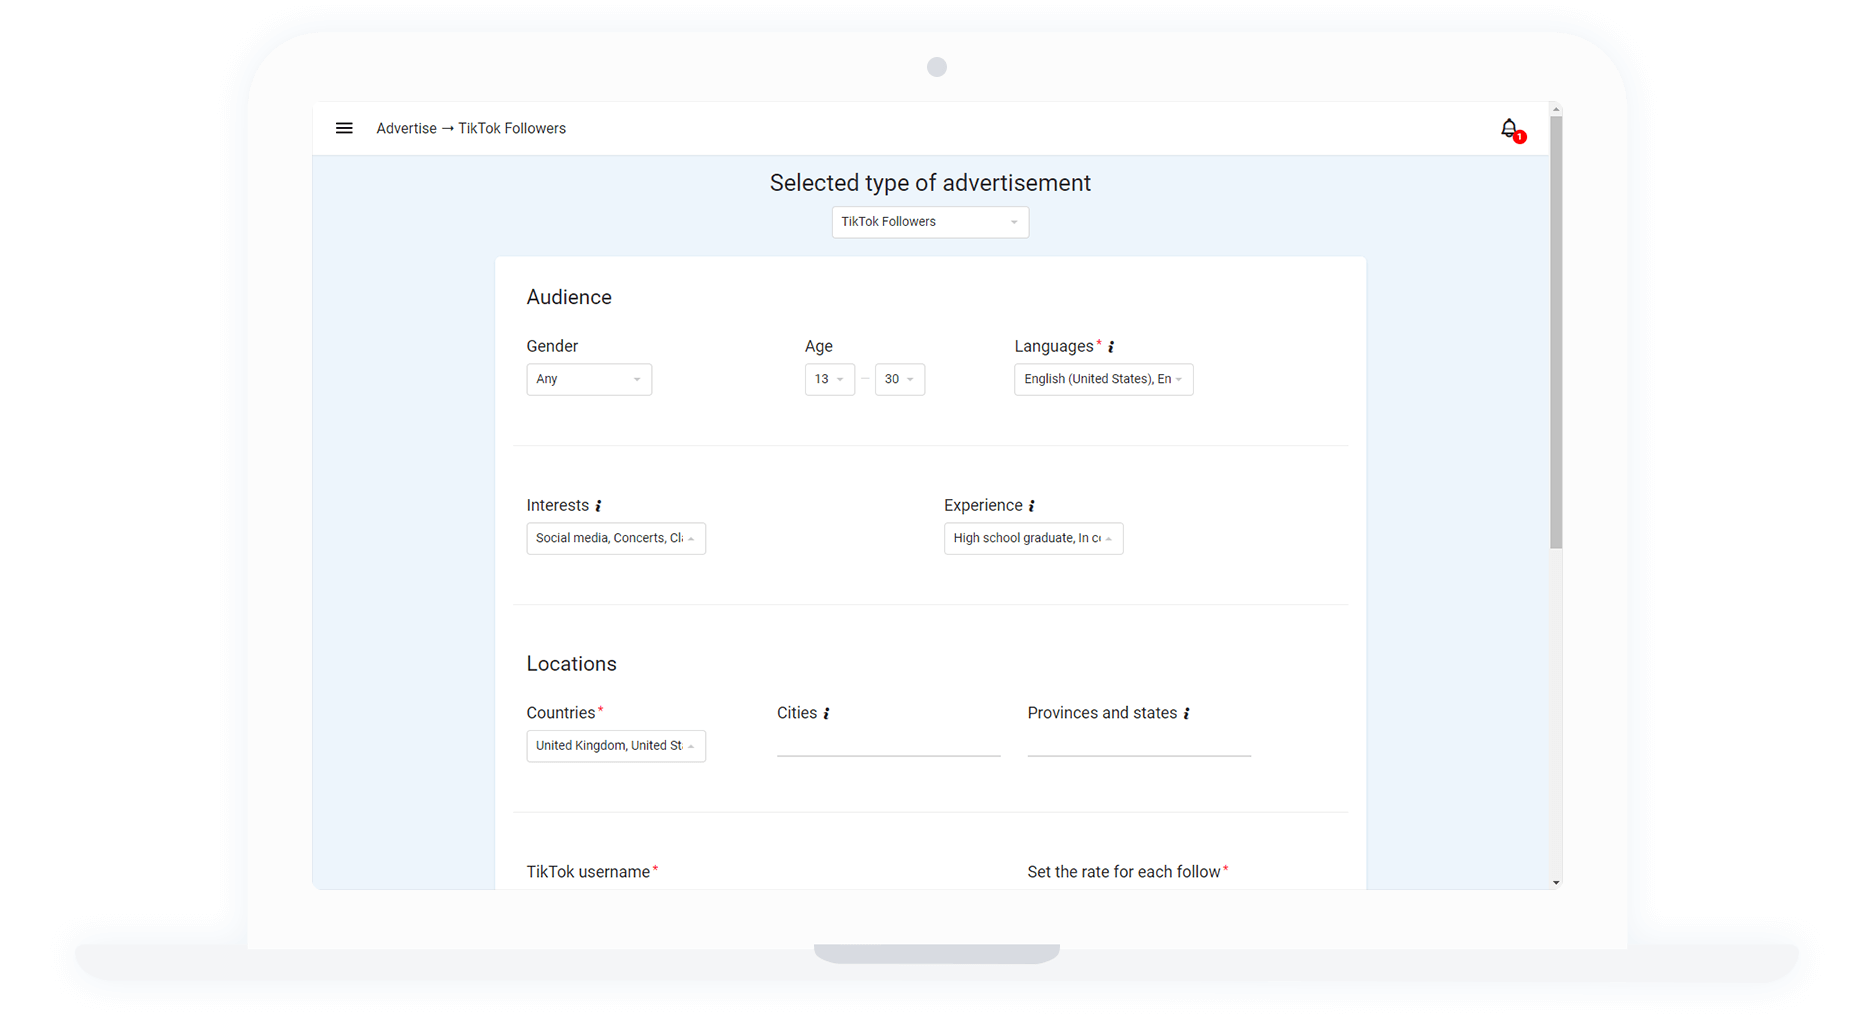 Advertise → TikTok Followers
1
Selected type of advertisement
TikTok Followers
Audience
Gender
Age
Languages* i
Any
13 – 30
English (United States), En
Interests i
Experience i
Social media, Concerts, Cl
High school graduate, In c
Locations
Countries*
Cities i
Provinces and states i
United Kingdom, United St
TikTok username*
Set the rate for each follow*